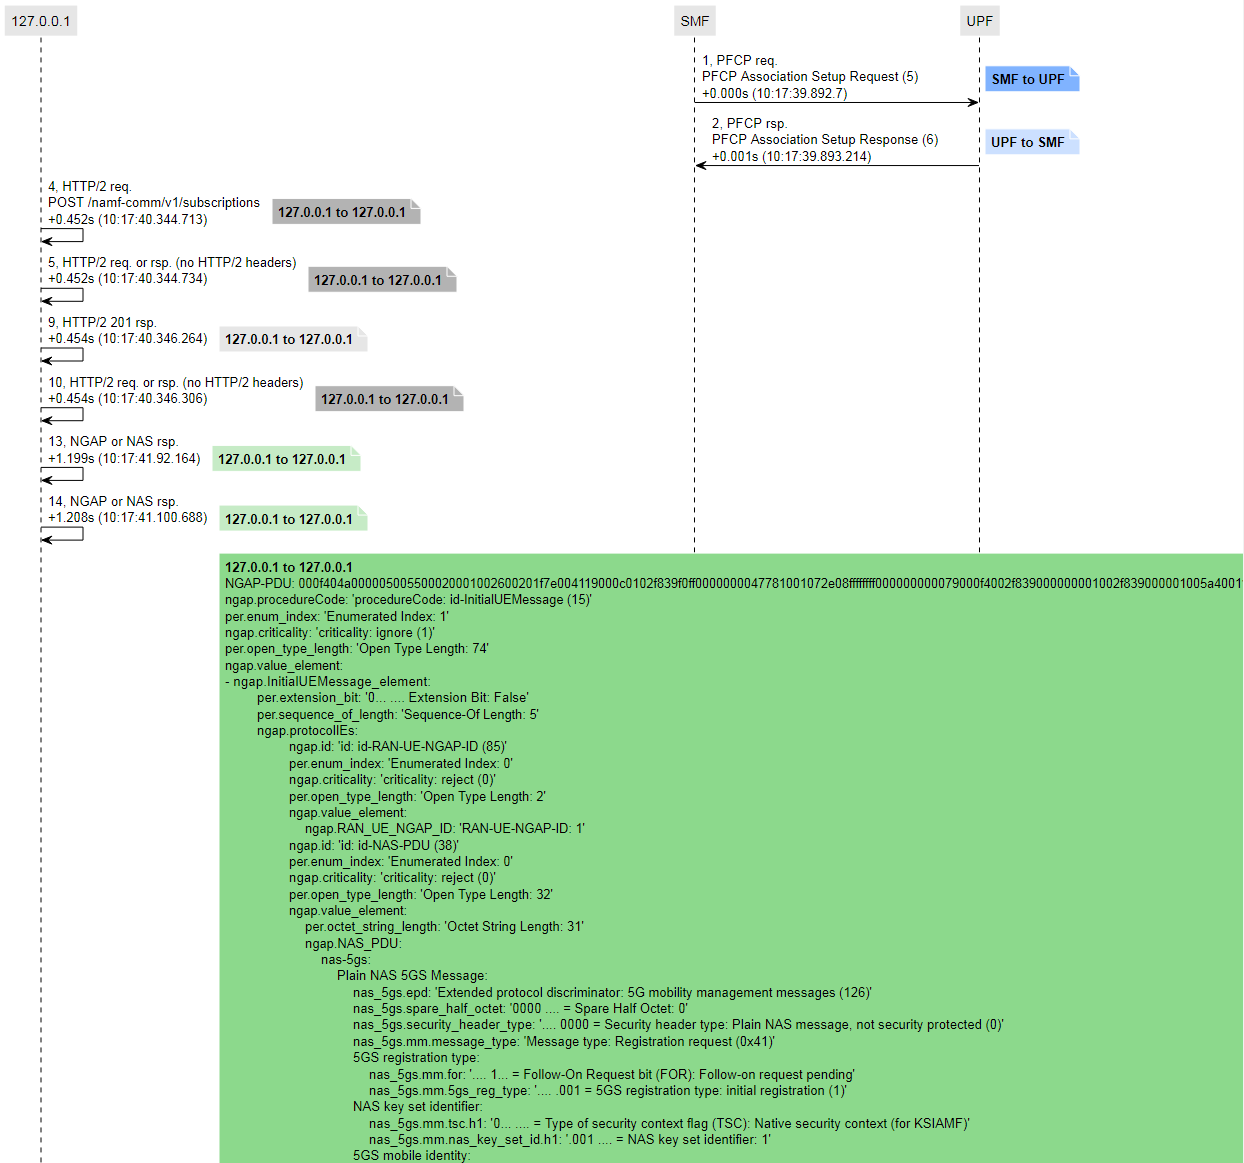 127.0.0.1
SMF
UPF
1, PFCP req.
PFCP Association Setup Request (5)
+0.000s (10:17:39.892.7)
SMF to UPF
2, PFCP rsp.
PFCP Association Setup Response (6)
+0.001s (10:17:39.893.214)
UPF to SMF
4, HTTP/2 req.
POST /namf-comm/v1/subscriptions
+0.452s (10:17:40.344.713)
127.0.0.1 to 127.0.0.1
5, HTTP/2 req. or rsp. (no HTTP/2 headers)
+0.452s (10:17:40.344.734)
127.0.0.1 to 127.0.0.1
9, HTTP/2 201 rsp.
+0.454s (10:17:40.346.264)
127.0.0.1 to 127.0.0.1
10, HTTP/2 req. or rsp. (no HTTP/2 headers)
+0.454s (10:17:40.346.306)
127.0.0.1 to 127.0.0.1
13, NGAP or NAS rsp.
+1.199s (10:17:41.92.164)
127.0.0.1 to 127.0.0.1
14, NGAP or NAS rsp.
+1.208s (10:17:41.100.688)
127.0.0.1 to 127.0.0.1
127.0.0.1 to 127.0.0.1
NGAP-PDU: 000f404a000005005500020001002600201f7e004119000c0102f839f0ff0000000047781001072e08ffffffff000000000079000f4002f839000000001002f839000001005a4001
ngap.procedureCode: 'procedureCode: id-InitialUEMessage (15)'
per.enum_index: 'Enumerated Index: 1'
ngap.criticality: 'criticality: ignore (1)'
per.open_type_length: 'Open Type Length: 74'
ngap.value_element:
- ngap.InitialUEMessage_element:
per.extension_bit: '0... .... Extension Bit: False'
per.sequence_of_length: 'Sequence-Of Length: 5'
ngap.protocolIEs:
ngap.id: 'id: id-RAN-UE-NGAP-ID (85)'
per.enum_index: 'Enumerated Index: 0'
ngap.criticality: 'criticality: reject (0)'
per.open_type_length: 'Open Type Length: 2'
ngap.value_element:
ngap.RAN_UE_NGAP_ID: 'RAN-UE-NGAP-ID: 1'
ngap.id: 'id: id-NAS-PDU (38)'
per.enum_index: 'Enumerated Index: 0'
ngap.criticality: 'criticality: reject (0)'
per.open_type_length: 'Open Type Length: 32'
ngap.value_element:
per.octet_string_length: 'Octet String Length: 31'
ngap.NAS_PDU:
nas-5gs:
Plain NAS 5GS Message:
nas_5gs.epd: 'Extended protocol discriminator: 5G mobility management messages (126)'
nas_5gs.spare_half_octet: '0000 .... = Spare Half Octet: 0'
nas_5gs.security_header_type: '.... 0000 = Security header type: Plain NAS message, not security protected (0)'
nas_5gs.mm.message_type: 'Message type: Registration request (0x41)'
5GS registration type:
nas_5gs.mm.for: '.... 1... = Follow-On Request bit (FOR): Follow-on request pending'
nas_5gs.mm.5gs_reg_type: '.... .001 = 5GS registration type: initial registration (1)'
NAS key set identifier:
nas_5gs.mm.tsc.h1: '0... .... = Type of security context flag (TSC): Native security context (for KSIAMF)'
nas_5gs.mm.nas_key_set_id.h1: '.001 .... = NAS key set identifier: 1'
5GS mobile identity: